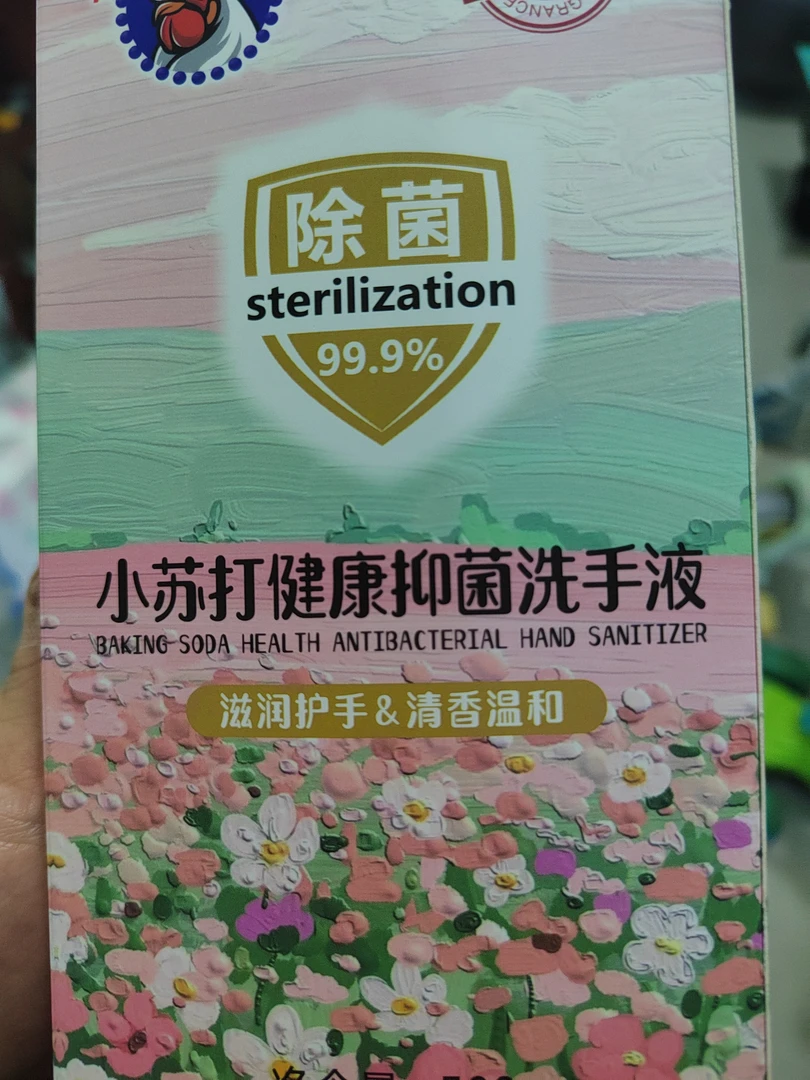 GRANCE
除菌
sterilization
99.9%
小苏打健康抑菌洗手液
BAKING SODA HEALTH ANTIBACTERIAL HAND SANITIZER
滋润护手&清香温和